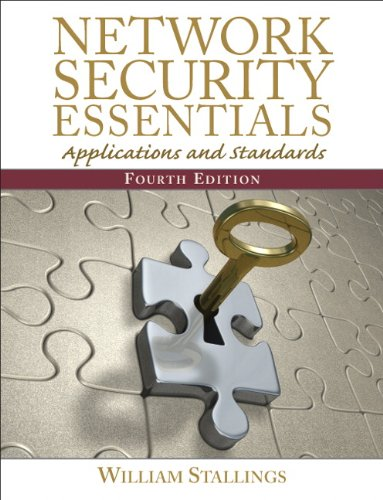 NETWORK
SECURITY
ESSENTIALS
Applications and Standards
FOURTH EDITION
WILLIAM STALLINGS